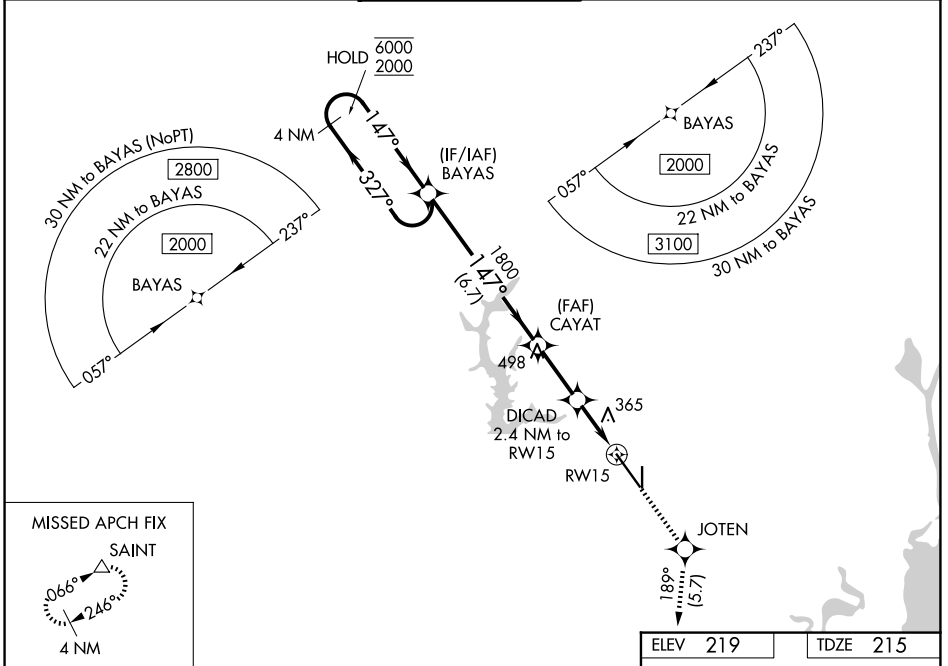 HOLD 6000
2000
4 NM
147°
327°
(IF/IAF)
BAYAS
30 NM to BAYAS (NoPT)
2800
22 NM to BAYAS
2000
237°
BAYAS
057°
237°
BAYAS
2000
057°
22 NM to BAYAS
3100
30 NM to BAYAS
1800
147°
(6.7)
(FAF)
CAYAT
498
DICAD
2.4 NM to
RW15
365
RW15
JOTEN
189°
(5.7)
MISSED APCH FIX
SAINT
066°
246°
4 NM
ELEV 219
TDZE 215